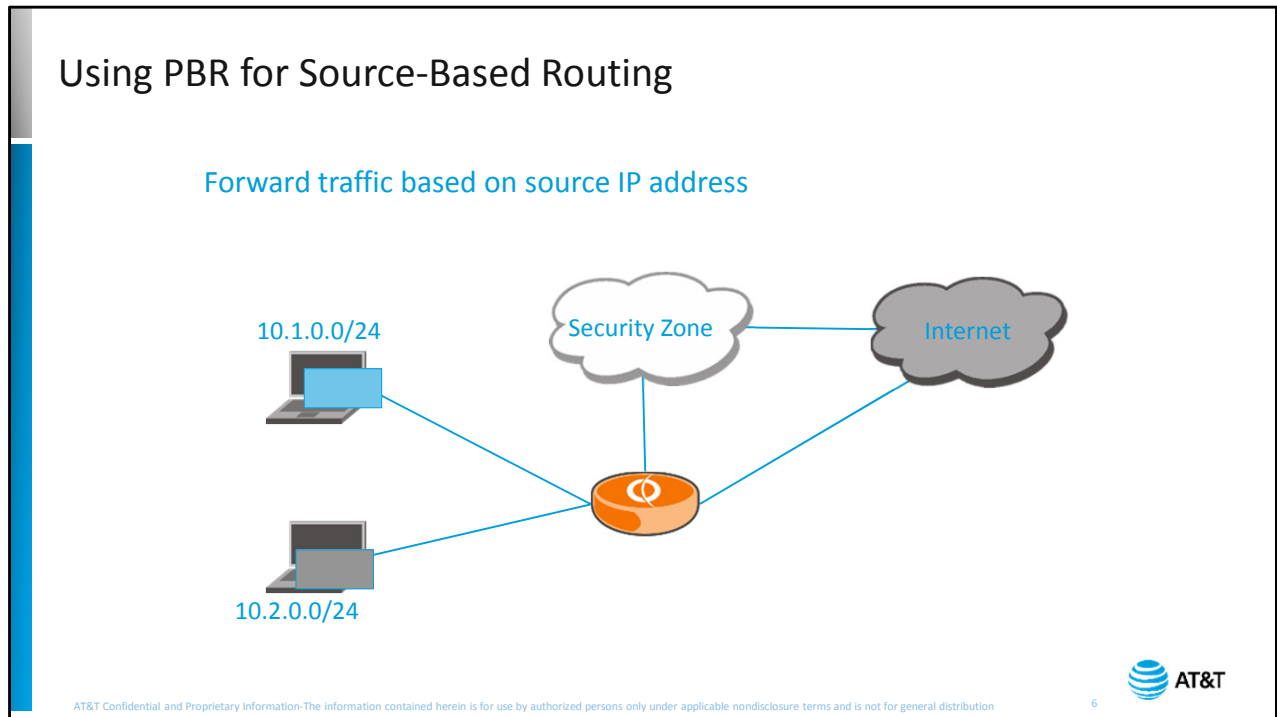 Using PBR for Source-Based Routing
Forward traffic based on source IP address
10.1.0.0/24
Security Zone
Internet
10.2.0.0/24
AT&T Confidential and Proprietary Information-The information contained herein is for use by authorized persons only under applicable nondisclosure terms and is not for general distribution
6
AT&T